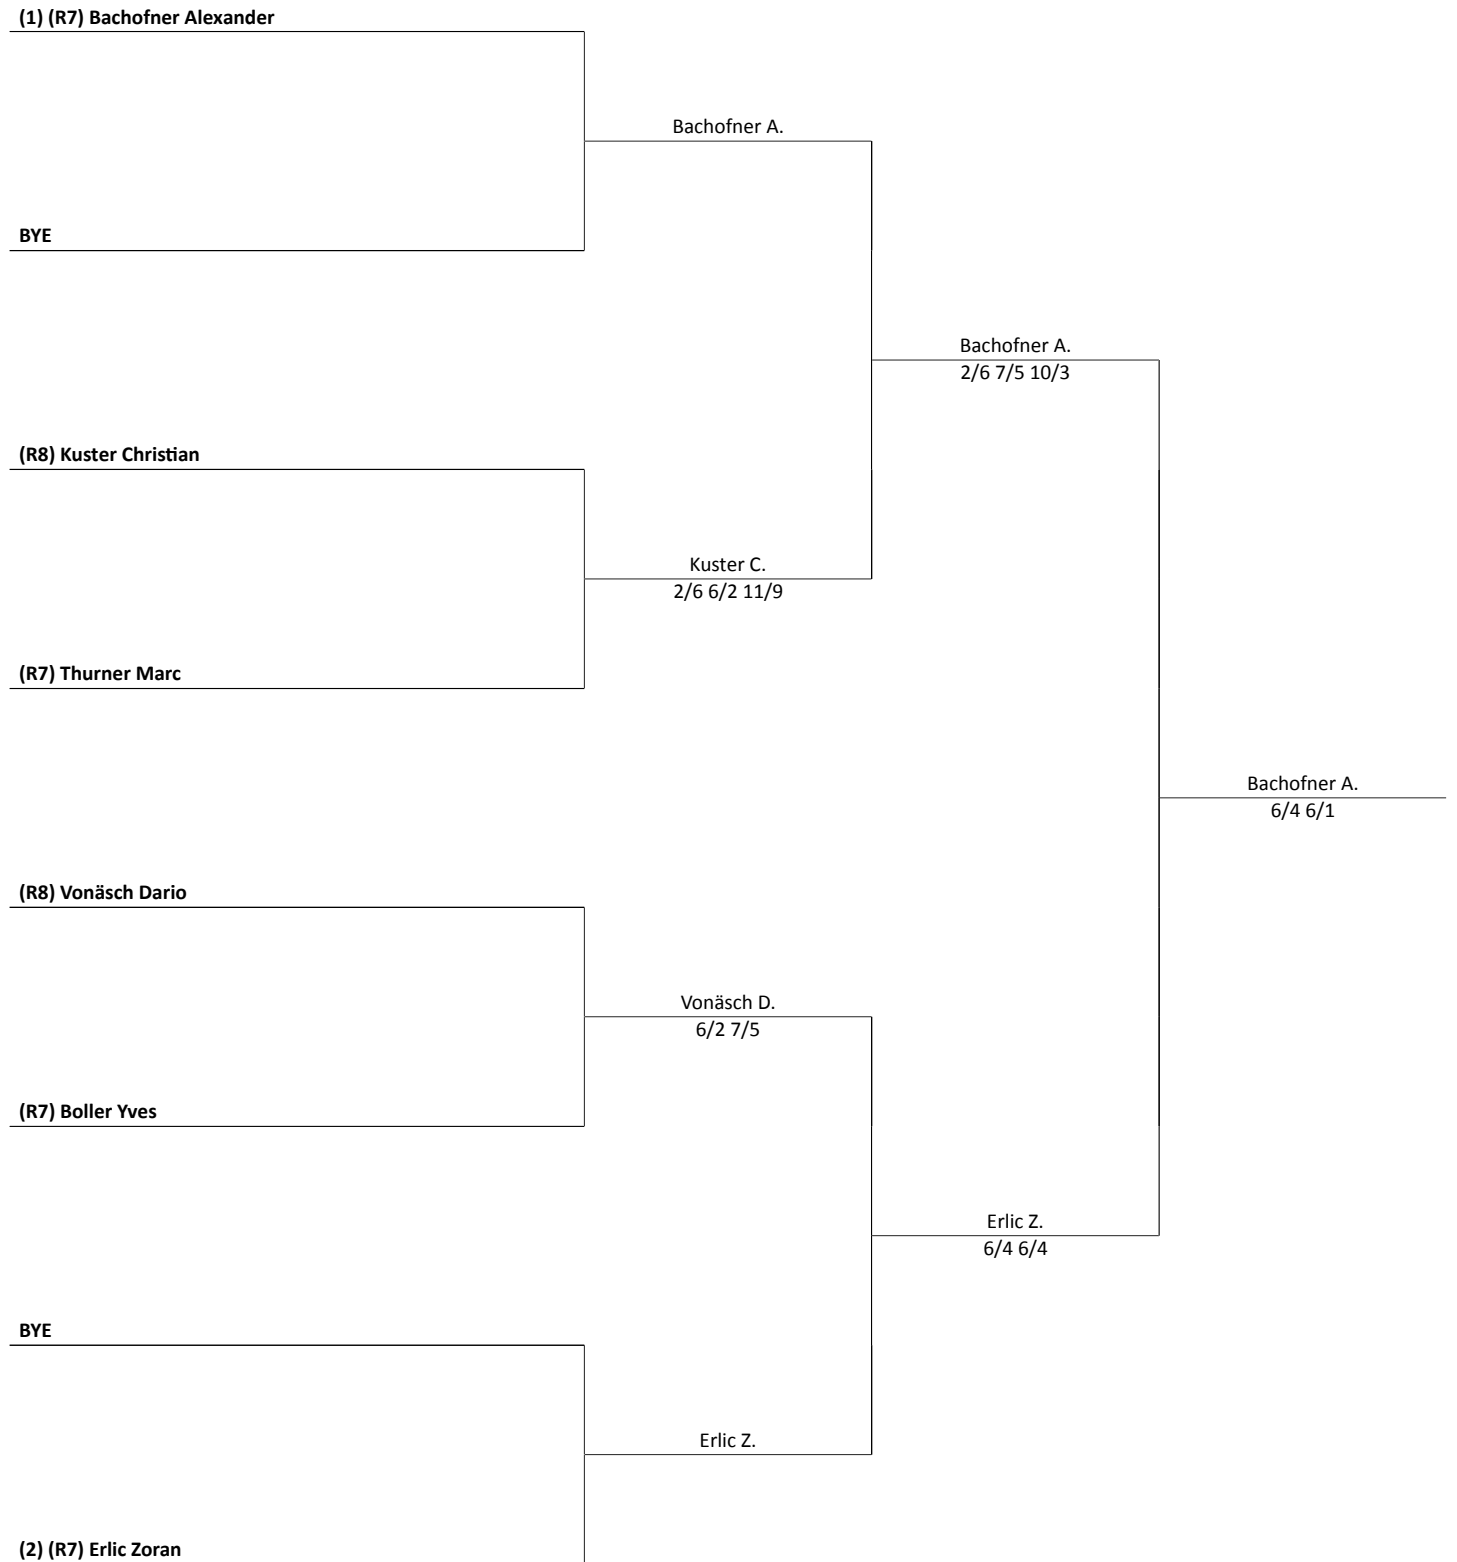 (1) (R7) Bachofner Alexander
Bachofner A.
BYE
Bachofner A.
2/6 7/5 10/3
(R8) Kuster Christian
Kuster C.
2/6 6/2 11/9
(R7) Thurner Marc
Bachofner A.
6/4 6/1
(R8) Vonäsch Dario
Vonäsch D.
6/2 7/5
(R7) Boller Yves
Erlic Z.
6/4 6/4
BYE
Erlic Z.
(2) (R7) Erlic Zoran